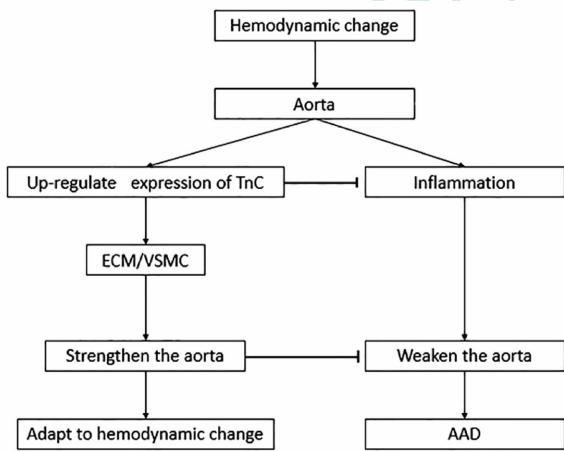 Hemodynamic change
Aorta
Up-regulate expression of TnC
Inflammation
ECM/VSMC
Strengthen the aorta
Weaken the aorta
Adapt to hemodynamic change
AAD